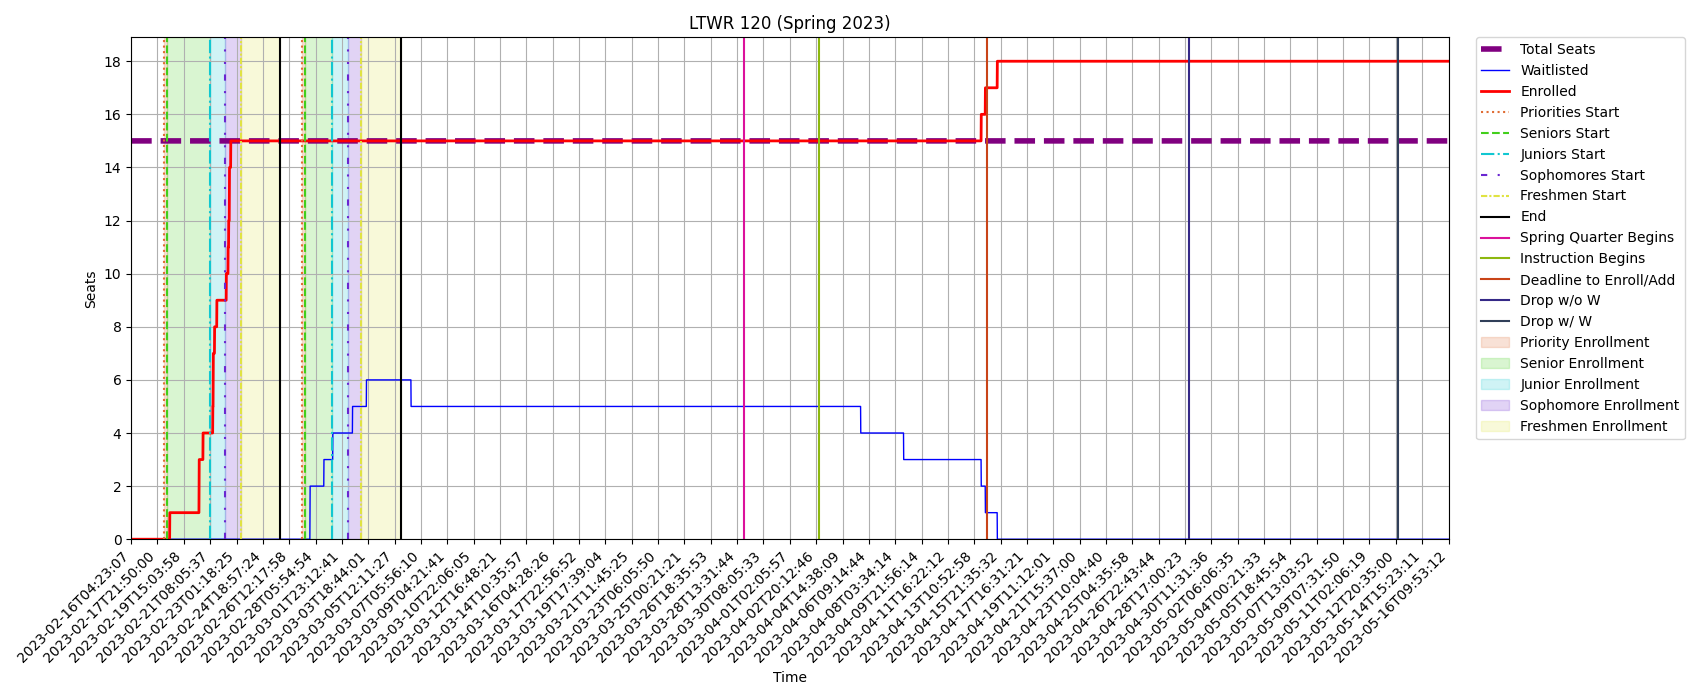 LTWR 120 (Spring 2023)
Seats
18
16
14
12
10
8
6
4
2
0
2023-02-16T04:23:07
2023-02-17T21:50:00
2023-02-19T15:03:58
2023-02-21T08:05:37
2023-02-23T01:18:25
2023-02-24T18:57:24
2023-02-26T12:17:58
2023-02-28T05:54:54
2023-03-01T23:12:41
2023-03-03T18:44:01
2023-03-05T12:11:27
2023-03-07T05:56:10
2023-03-09T04:21:41
2023-03-10T22:06:05
2023-03-12T16:48:21
2023-03-14T10:35:57
2023-03-16T04:28:26
2023-03-17T22:56:52
2023-03-19T17:39:04
2023-03-21T11:45:25
2023-03-23T06:05:50
2023-03-25T00:21:21
2023-03-26T18:35:53
2023-03-28T13:31:44
2023-03-30T08:05:33
2023-04-01T02:05:57
2023-04-02T20:12:46
2023-04-04T14:38:09
2023-04-06T09:14:44
2023-04-08T03:34:14
2023-04-09T21:56:14
2023-04-11T16:22:12
2023-04-13T10:52:58
2023-04-15T21:35:32
2023-04-17T16:31:21
2023-04-19T11:12:01
2023-04-21T15:37:00
2023-04-23T10:04:40
2023-04-25T04:35:58
2023-04-26T22:43:44
2023-04-28T17:00:23
2023-04-30T11:31:36
2023-05-02T06:06:35
2023-05-04T00:21:33
2023-05-05T18:45:54
2023-05-07T13:03:52
2023-05-09T07:31:50
2023-05-11T02:06:19
2023-05-12T20:35:00
2023-05-14T15:23:11
2023-05-16T09:53:12
Time
Total Seats
Waitlisted
Enrolled
Priorities Start
Seniors Start
Juniors Start
Sophomores Start
Freshmen Start
End
Spring Quarter Begins
Instruction Begins
Deadline to Enroll/Add
Drop w/o W
Drop w/ W
Priority Enrollment
Senior Enrollment
Junior Enrollment
Sophomore Enrollment
Freshmen Enrollment